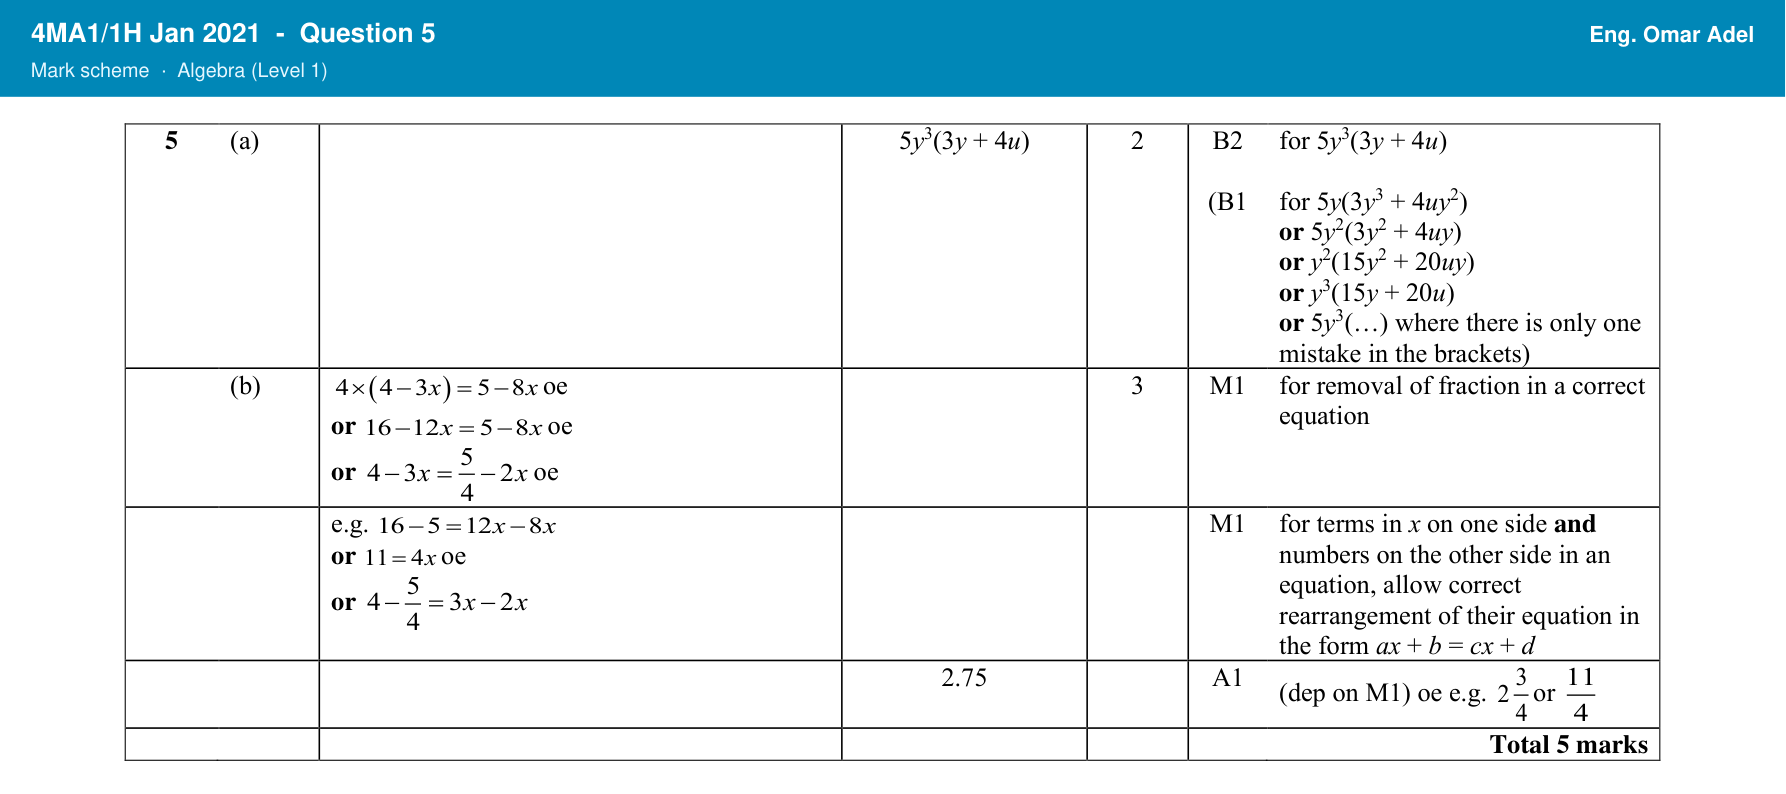 4MA1/1H Jan 2021 - Question 5
Eng. Omar Adel
Mark scheme · Algebra (Level 1)
5 (a) 5y³(3y + 4u) 2 B2 for 5y³(3y + 4u)
(B1 for 5y(3y³ + 4uy²)
or 5y²(3y² + 4uy)
or y²(15y² + 20uy)
or y³(15y + 20u)
or 5y³(…) where there is only one
mistake in the brackets)
(b) 4×(4−3x)=5−8x oe 3 M1 for removal of fraction in a correct
equation
or 16−12x=5−8x oe
or 4−3x=5/4−2x oe
e.g. 16−5=12x−8x M1 for terms in x on one side and
or 11=4x oe numbers on the other side in an
equation, allow correct
or 4−5/4=3x−2x rearrangement of their equation in
the form ax + b = cx + d
2.75 A1 (dep on M1) oe e.g. 2 3/4 or 11/4
Total 5 marks